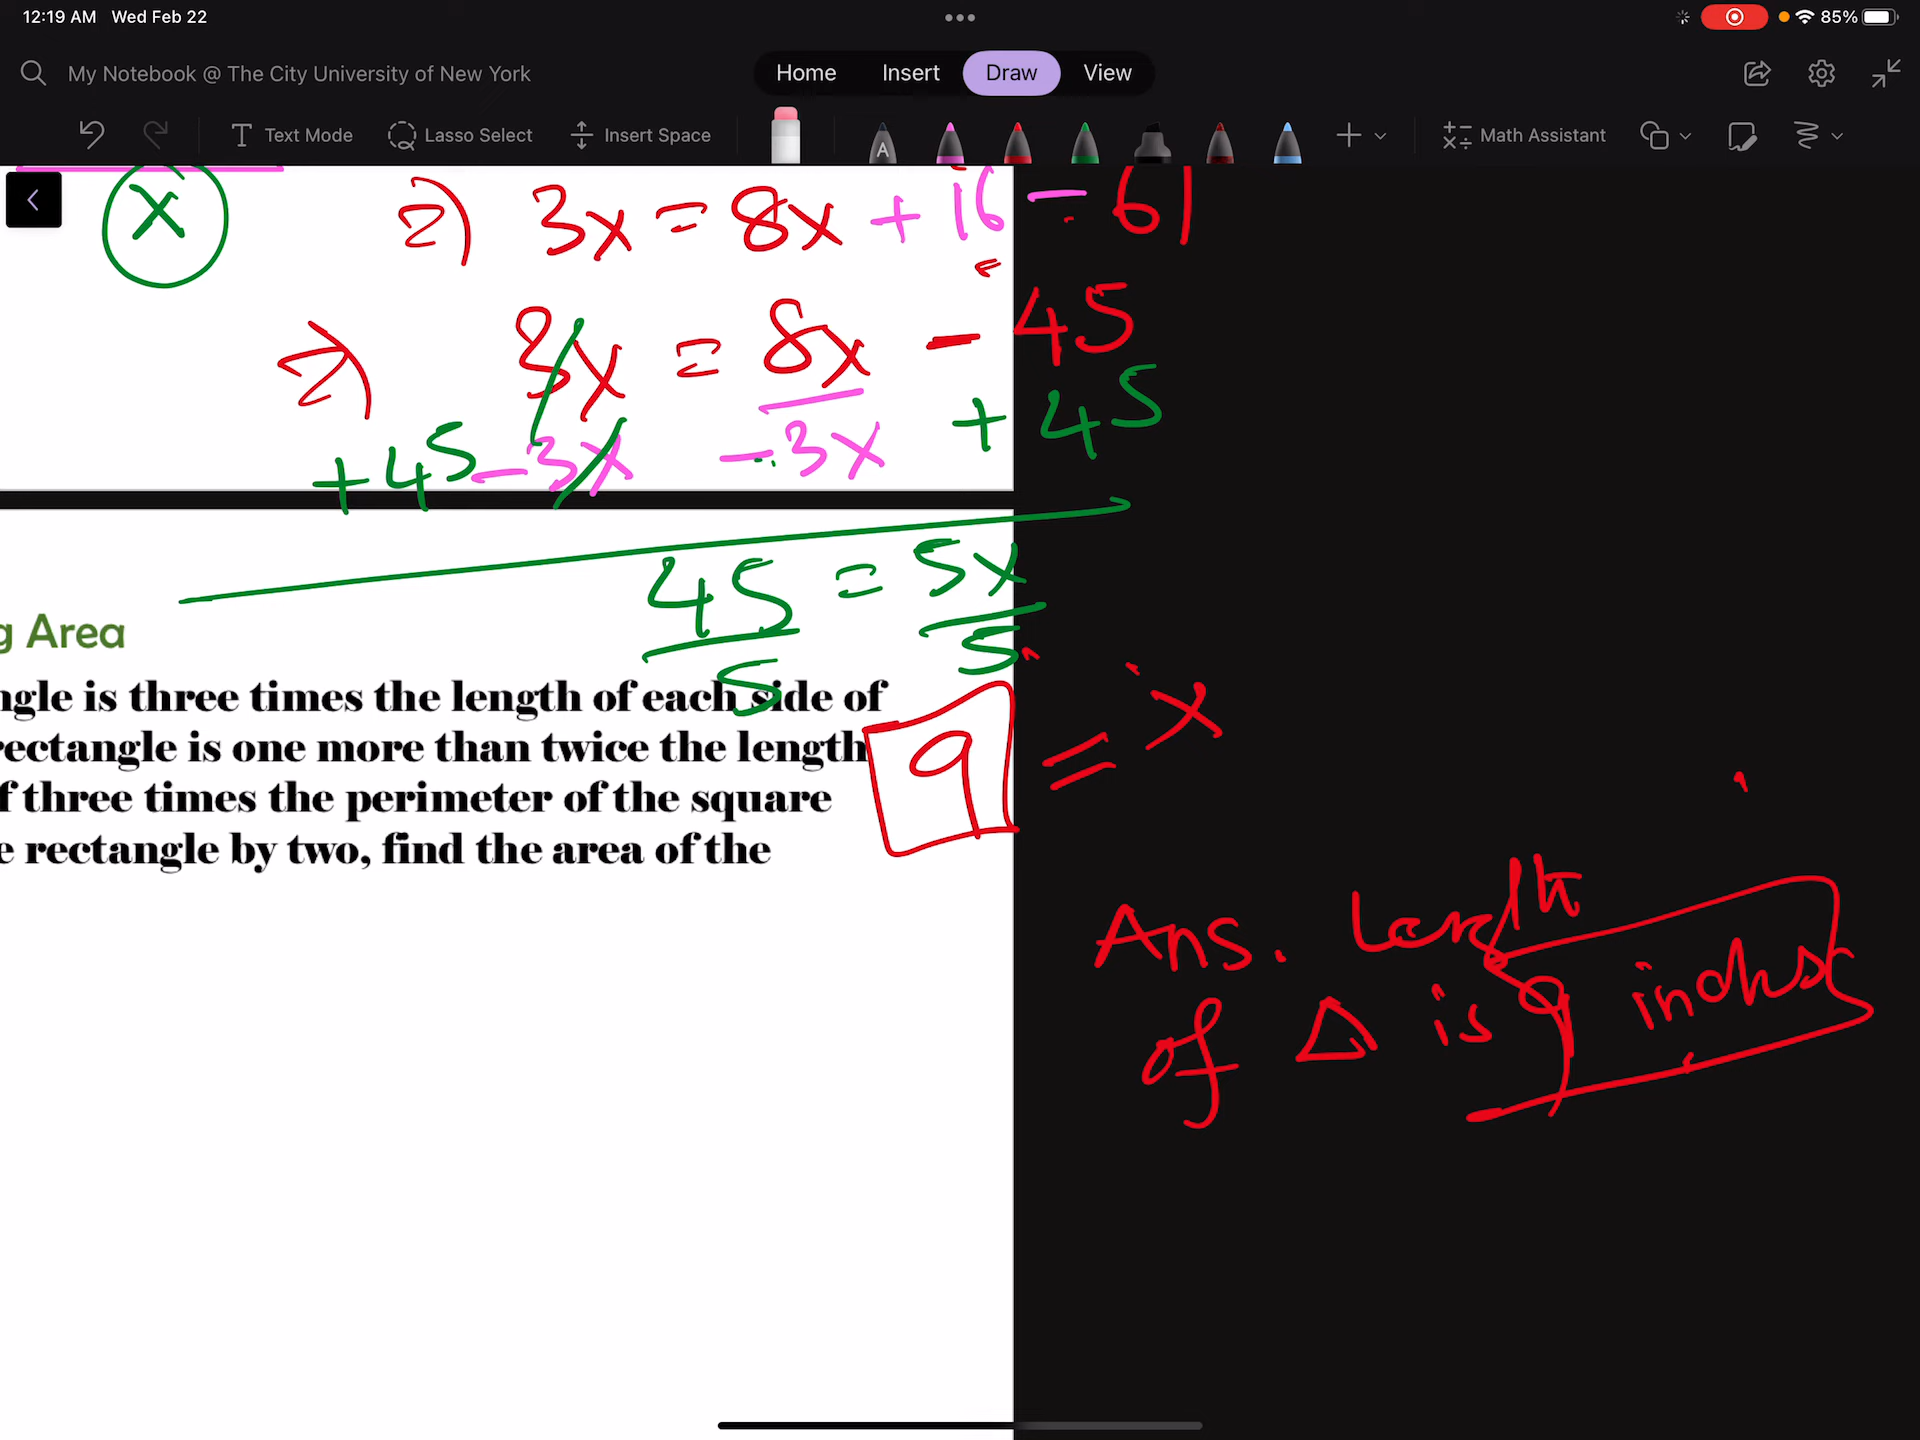 12:19 AM Wed Feb 22
85%
My Notebook @ The City University of New York
Home Insert Draw View
Text Mode Lasso Select Insert Space A Math Assistant
x
2) 3x = 8x + 16 - 61
2) 3x = 8x - 45
+45 -3x -3x +45
45 = 5x
5 5
g Area
ngle is three times the length of each side of
rectangle is one more than twice the length
f three times the perimeter of the square
e rectangle by two, find the area of the
9 = x
Ans. Length
of Δ is 9 inches